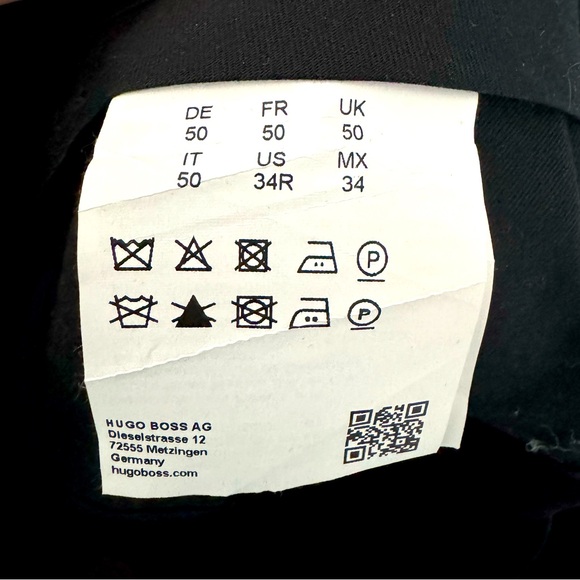 DE FR UK
50 50 50
IT US MX
50 34R 34
P
P
HUGO BOSS AG
Dieselstrasse 12
72555 Metzingen
Germany
hugoboss.com